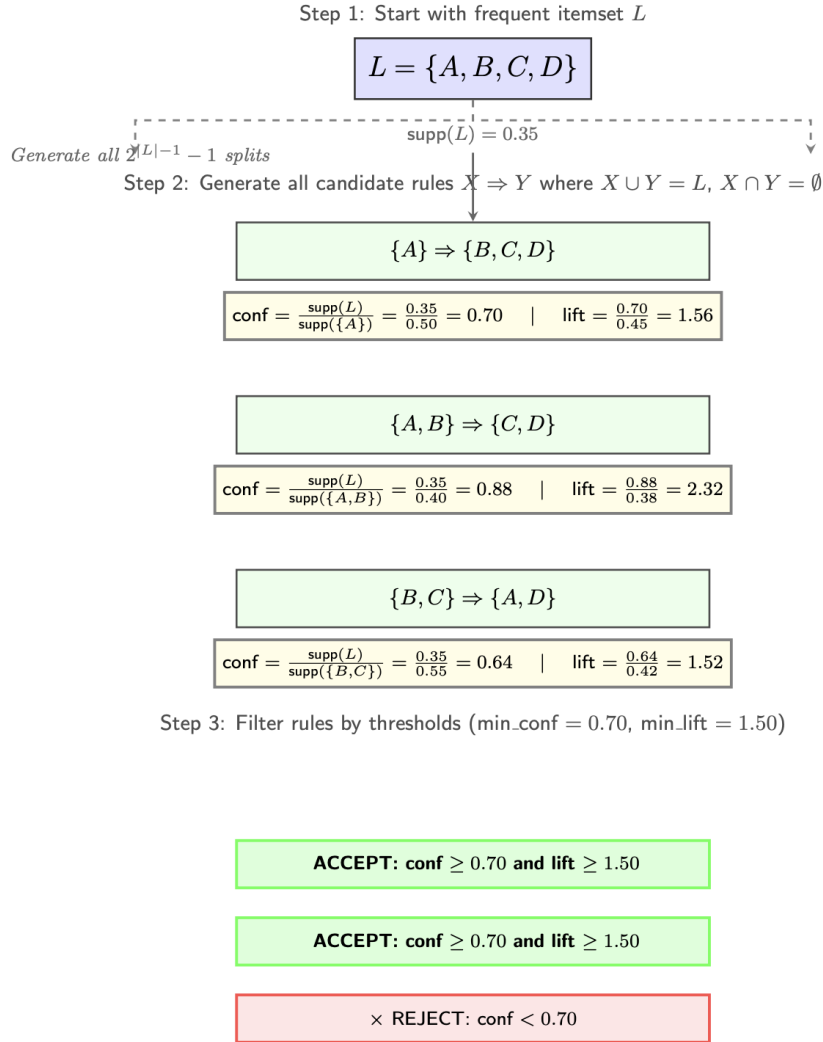 Step 1: Start with frequent itemset L
L = {A, B, C, D}
supp(L) = 0.35
Generate all 2^{|L|−1} − 1 splits
Step 2: Generate all candidate rules X ⇒ Y where X ∪ Y = L, X ∩ Y = ∅
{A} ⇒ {B, C, D}
conf = supp(L)/supp({A}) = 0.35/0.50 = 0.70 | lift = 0.70/0.45 = 1.56
{A, B} ⇒ {C, D}
conf = supp(L)/supp({A,B}) = 0.35/0.40 = 0.88 | lift = 0.88/0.38 = 2.32
{B, C} ⇒ {A, D}
conf = supp(L)/supp({B,C}) = 0.35/0.55 = 0.64 | lift = 0.64/0.42 = 1.52
Step 3: Filter rules by thresholds (min_conf = 0.70, min_lift = 1.50)
ACCEPT: conf ≥ 0.70 and lift ≥ 1.50
ACCEPT: conf ≥ 0.70 and lift ≥ 1.50
× REJECT: conf < 0.70